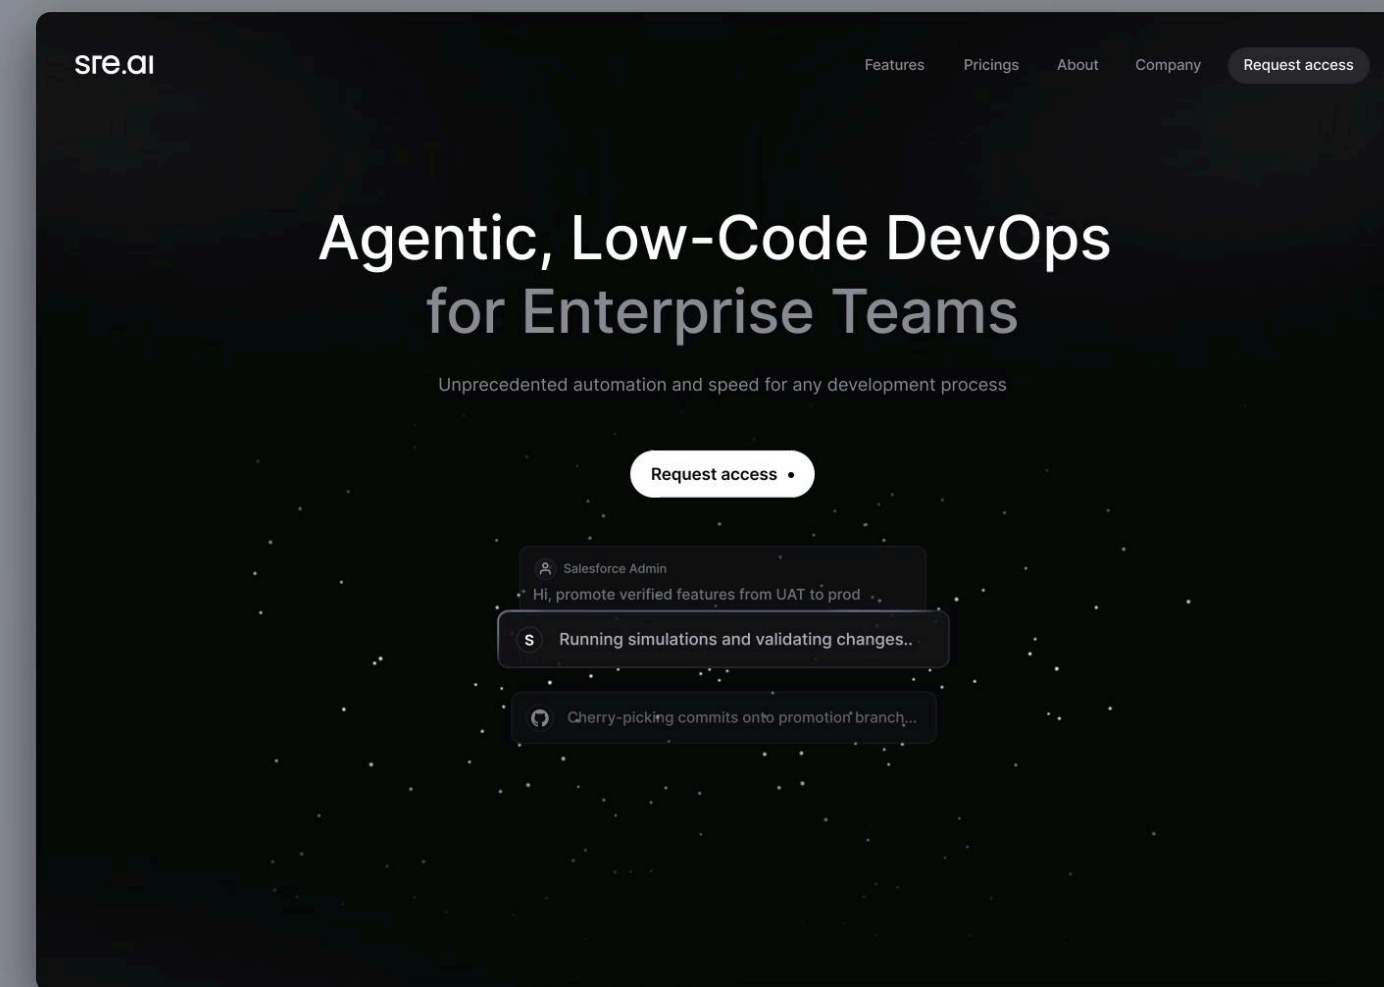 sre.ai
Features Pricings About Company Request access
Agentic, Low-Code DevOps
for Enterprise Teams
Unprecedented automation and speed for any development process
Request access
Salesforce Admin
Hi, promote verified features from UAT to prod
S Running simulations and validating changes..
Cherry-picking commits onto promotion branch...